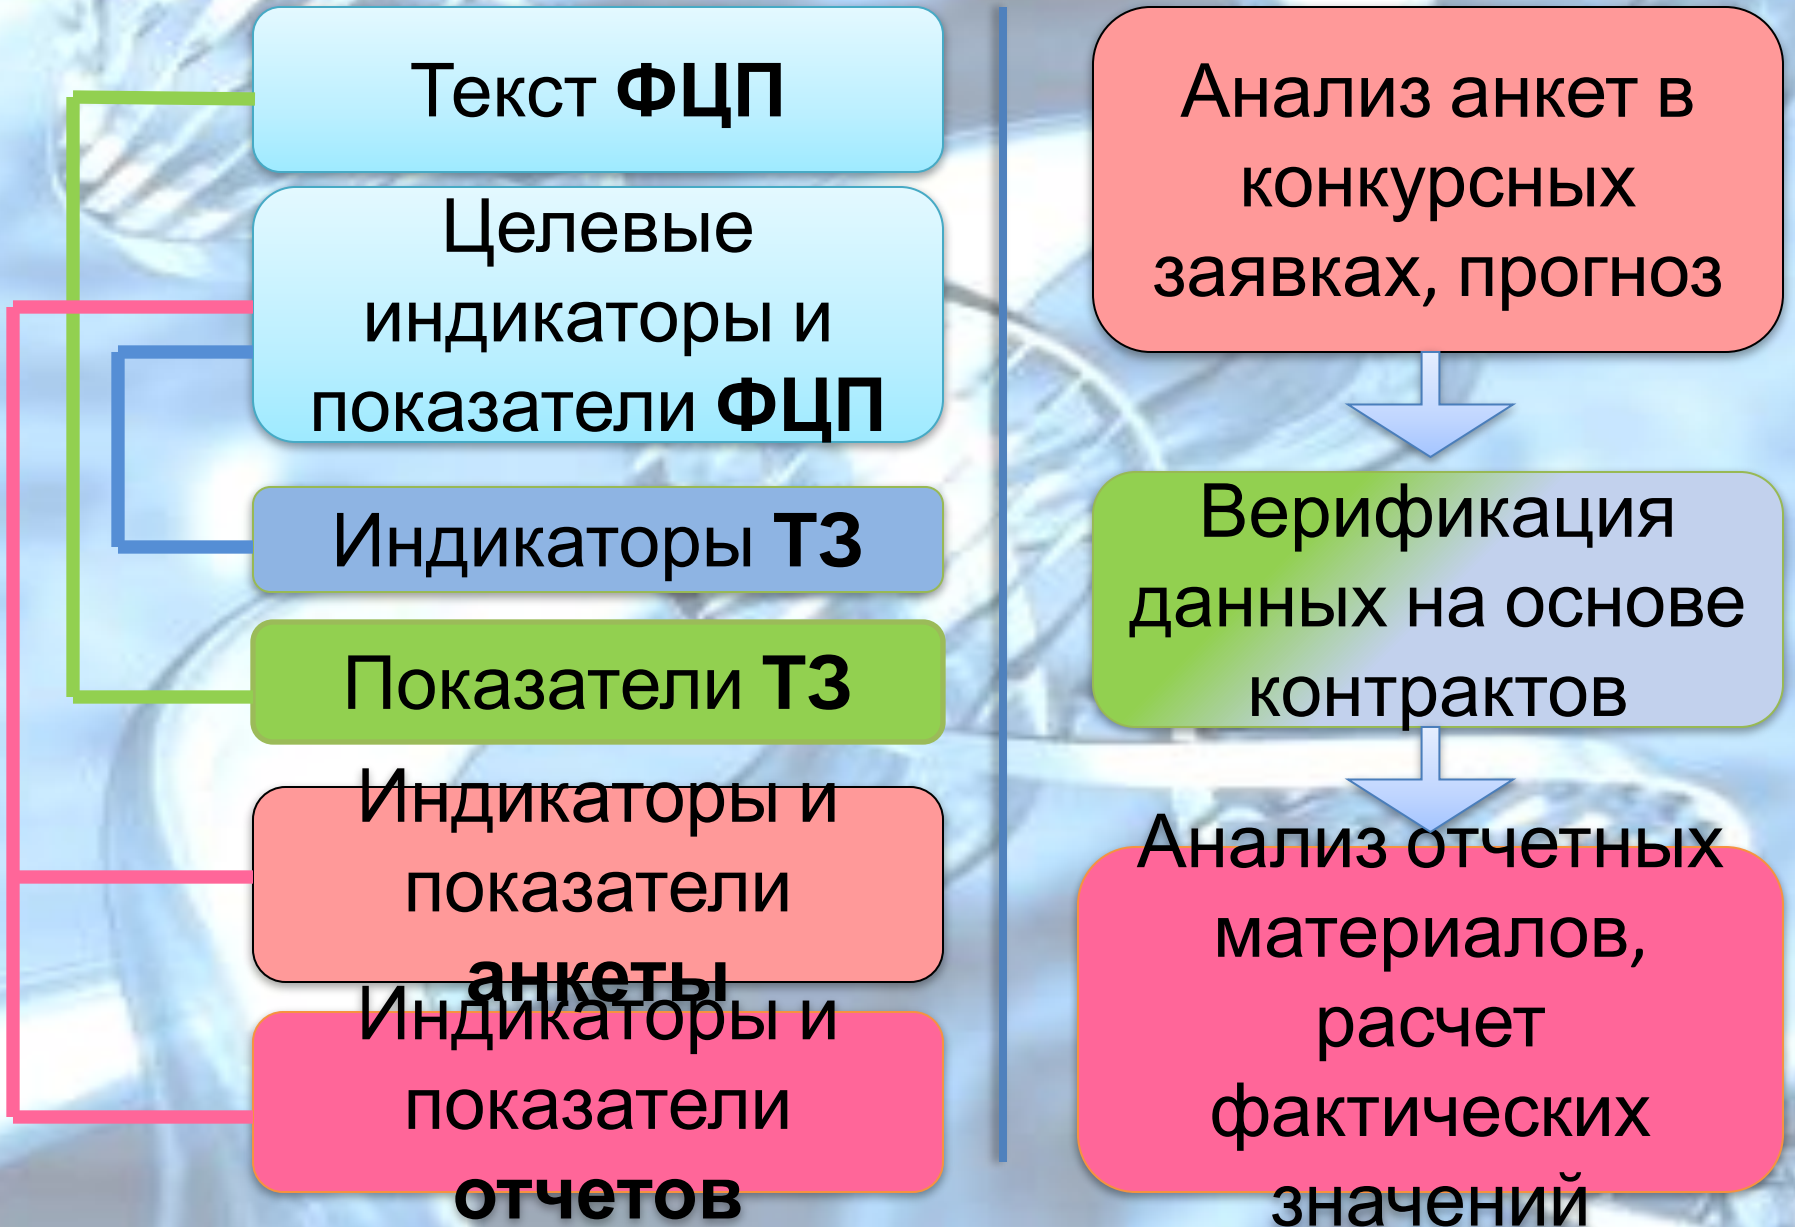 Текст ФЦП
Целевые
индикаторы и
показатели ФЦП
Индикаторы ТЗ
Показатели ТЗ
Индикаторы и
показатели
анкеты
Индикаторы и
показатели
отчетов
Анализ анкет в
конкурсных
заявках, прогноз
Верификация
данных на основе
контрактов
Анализ отчетных
материалов,
расчет
фактических
значений